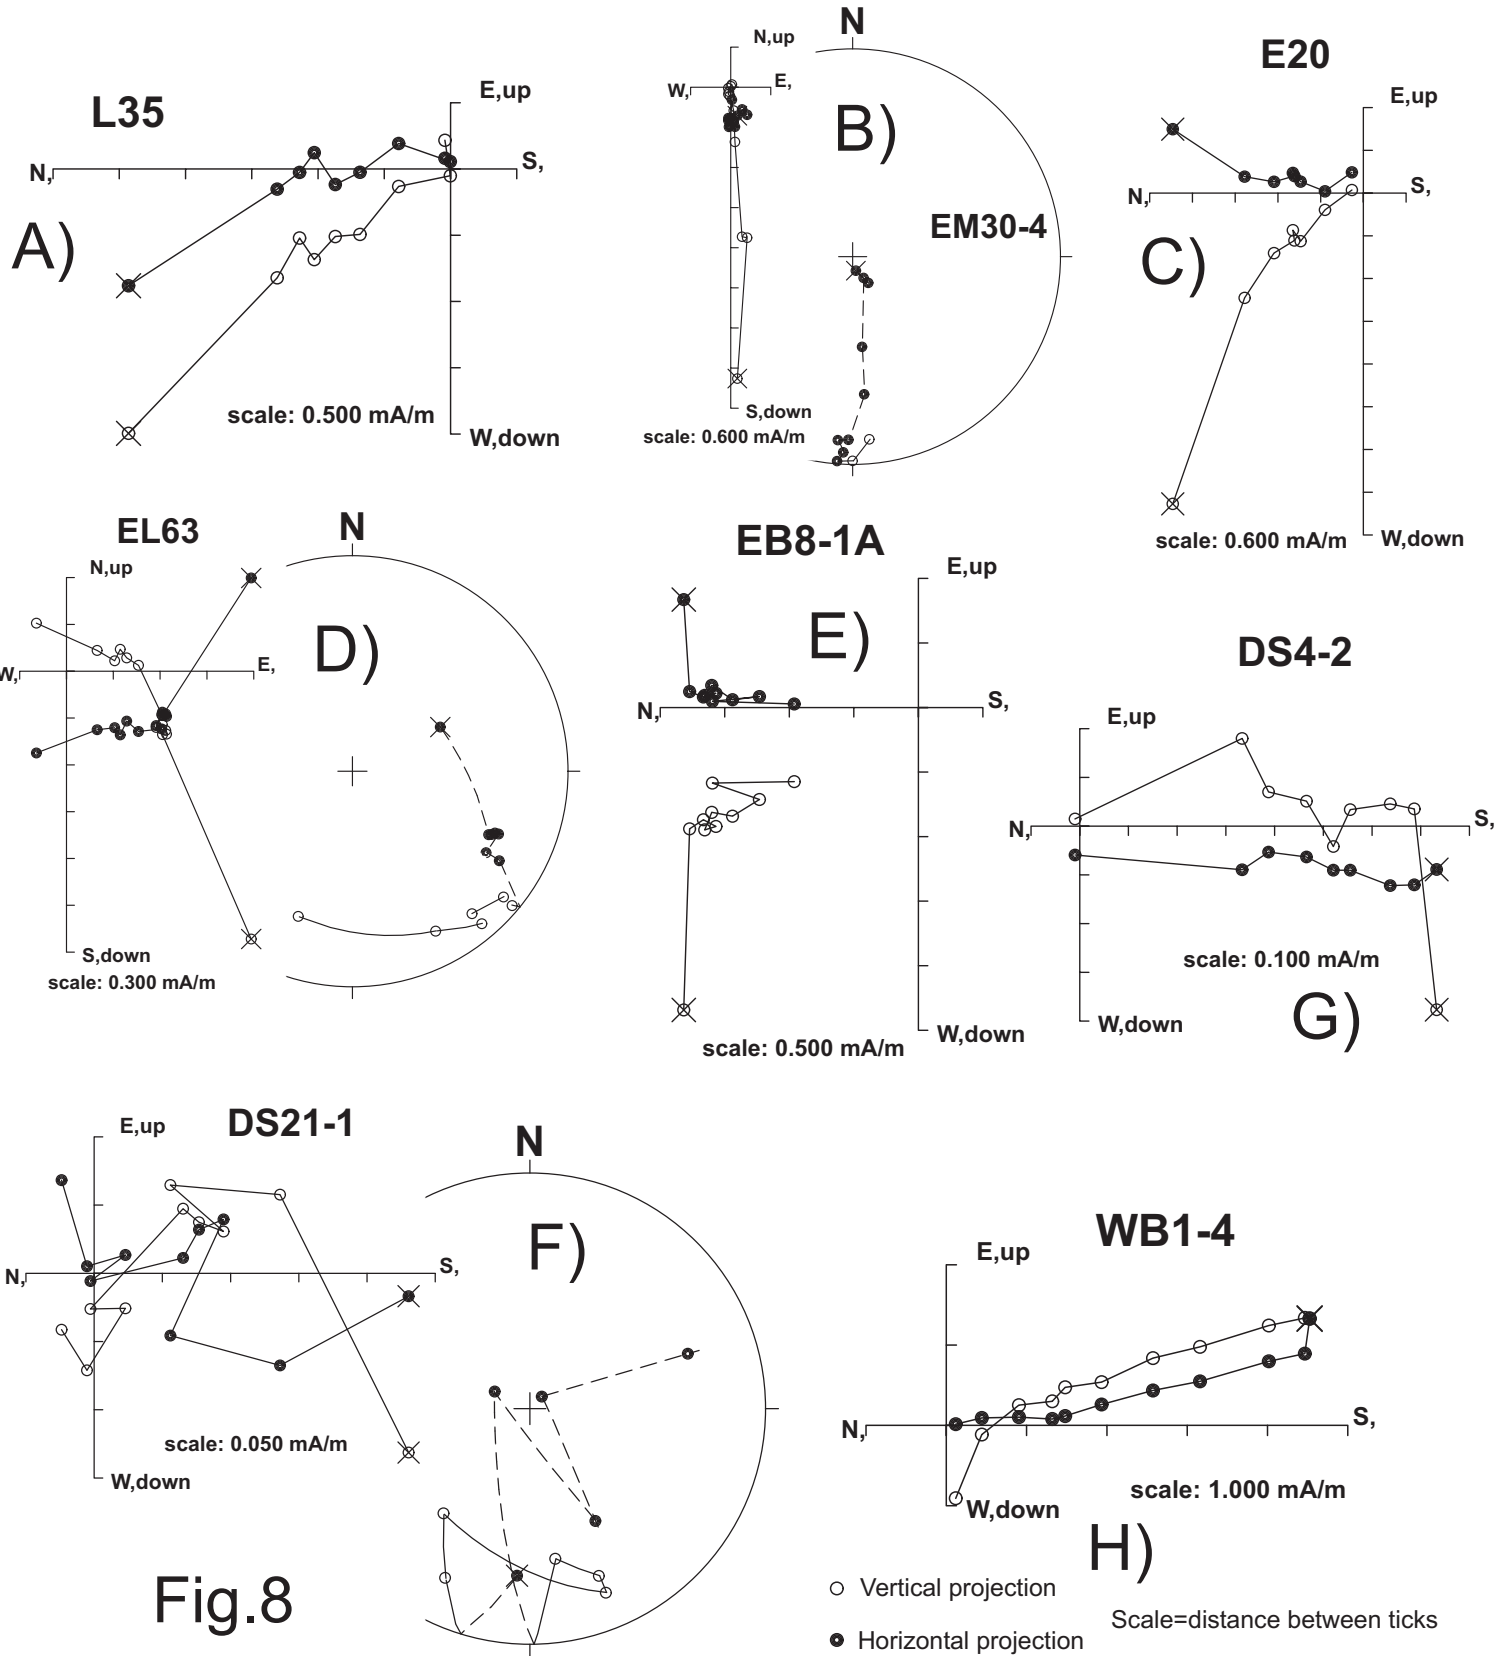 L35
E,up
N,
S,
A)
scale: 0.500 mA/m
W,down
N
N,up
W,
E,
B)
EM30-4
S,down
scale: 0.600 mA/m
E20
E,up
N,
S,
C)
scale: 0.600 mA/m
W,down
EL63
N
N,up
W,
E,
D)
S,down
scale: 0.300 mA/m
EB8-1A
E,up
E)
N,
S,
W,down
scale: 0.500 mA/m
DS4-2
E,up
N,
S,
scale: 0.100 mA/m
W,down
G)
DS21-1
E,up
N
F)
N,
S,
scale: 0.050 mA/m
W,down
WB1-4
E,up
N,
S,
scale: 1.000 mA/m
W,down
H)
Fig.8
Vertical projection
Horizontal projection
Scale=distance between ticks